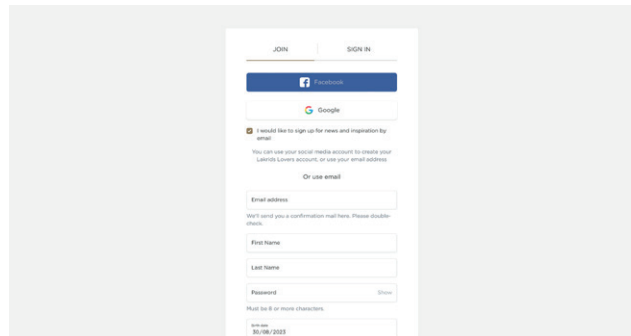 JOIN
SIGN IN
Facebook
Google
I would like to sign up for news and inspiration by
email
You can use your social media account to create your
Lakrids Lovers account, or use your email address
Or use email
Email address
We'll send you a confirmation mail here. Please double-
check.
First Name
Last Name
Password
Show
Must be 8 or more characters.
Birth date
30/08/2023